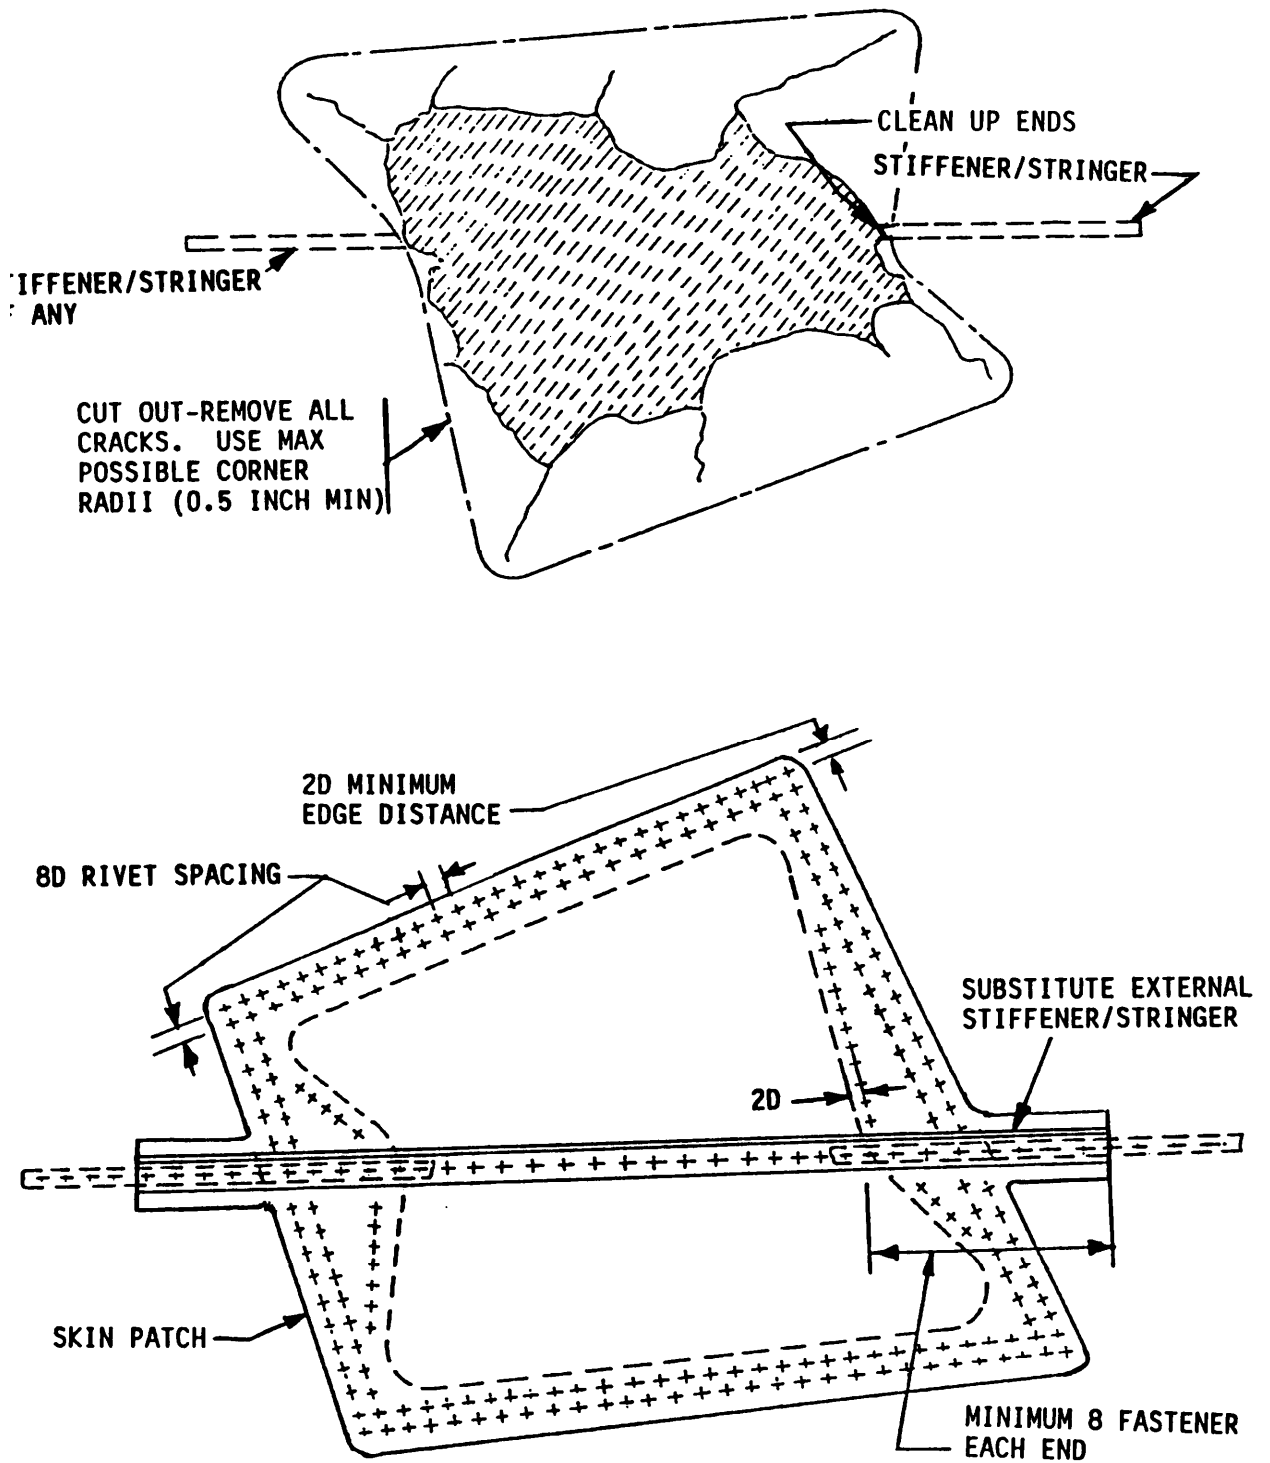 CLEAN UP ENDS
STIFFENER/STRINGER
TIFFENER/STRINGER
F ANY
CUT OUT-REMOVE ALL
CRACKS. USE MAX
POSSIBLE CORNER
RADII (0.5 INCH MIN)
2D MINIMUM
EDGE DISTANCE
8D RIVET SPACING
SUBSTITUTE EXTERNAL
STIFFENER/STRINGER
2D
SKIN PATCH
MINIMUM 8 FASTENER
EACH END